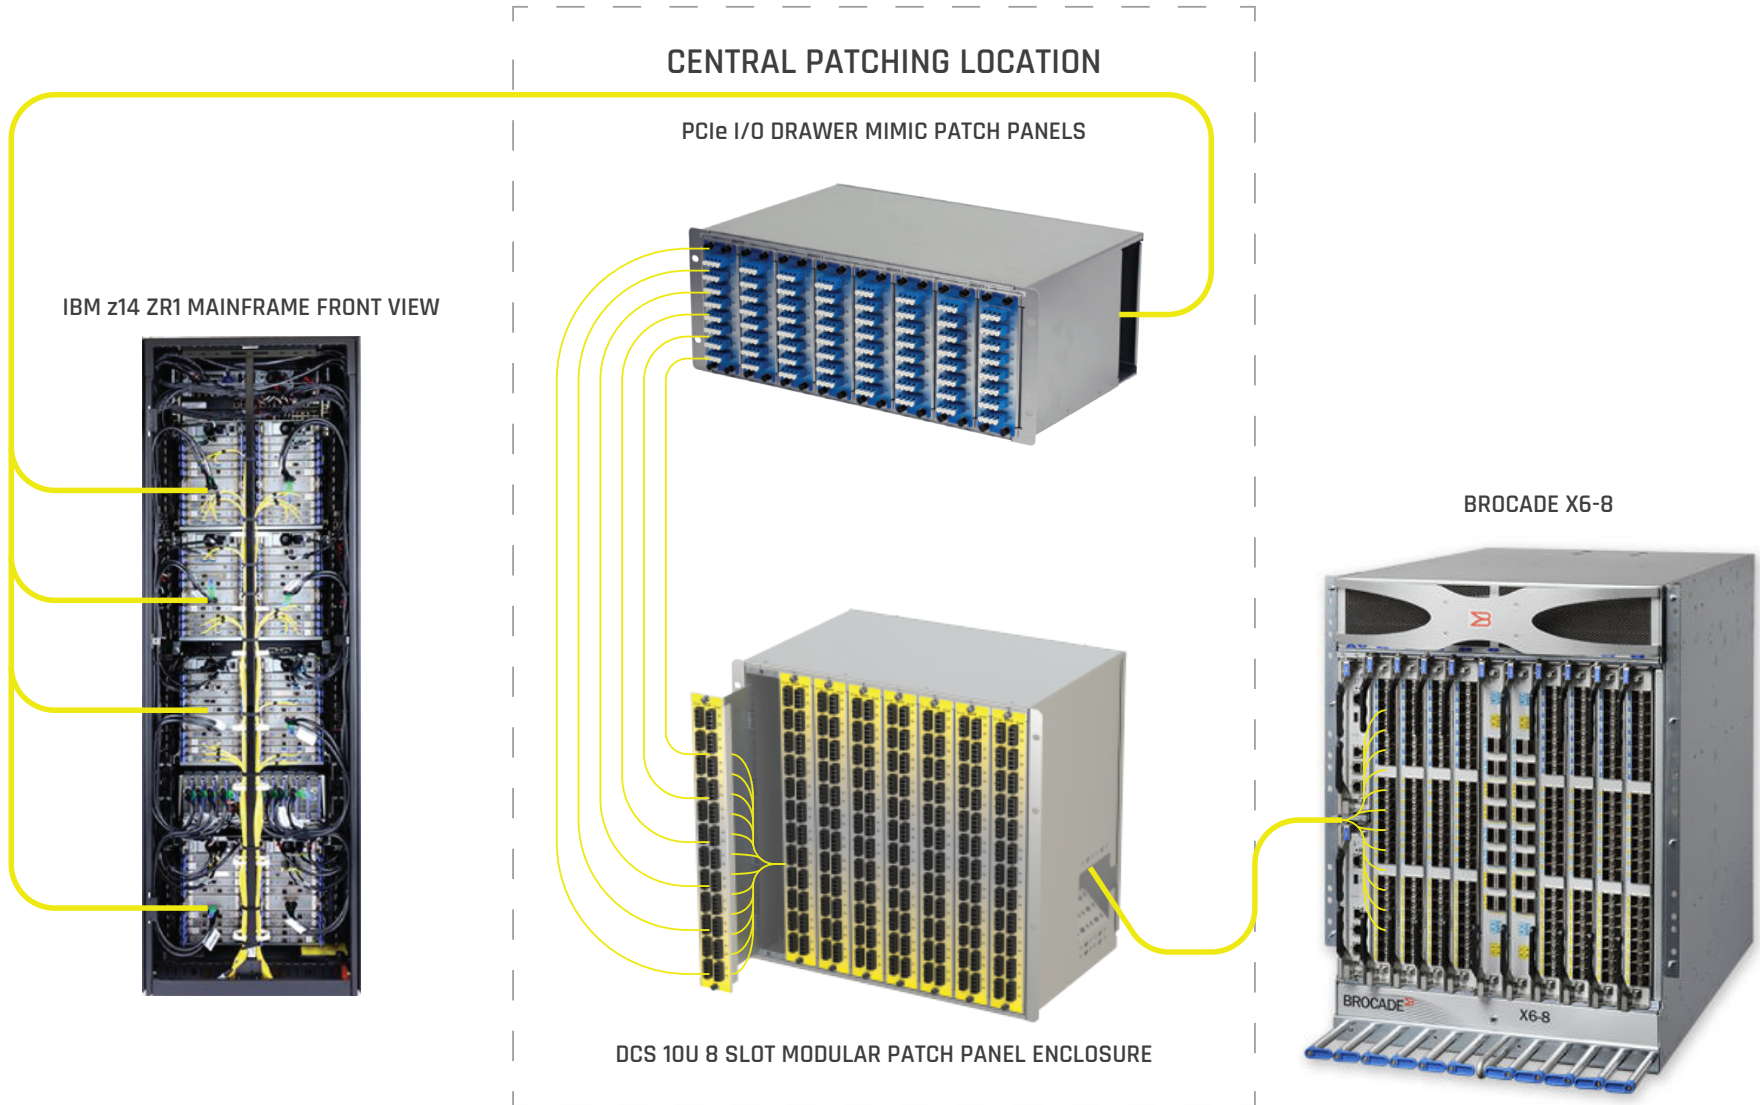 CENTRAL PATCHING LOCATION
PCIe I/O DRAWER MIMIC PATCH PANELS
IBM z14 ZR1 MAINFRAME FRONT VIEW
BROCADE X6-8
BROCADE
X6-8
DCS 10U 8 SLOT MODULAR PATCH PANEL ENCLOSURE